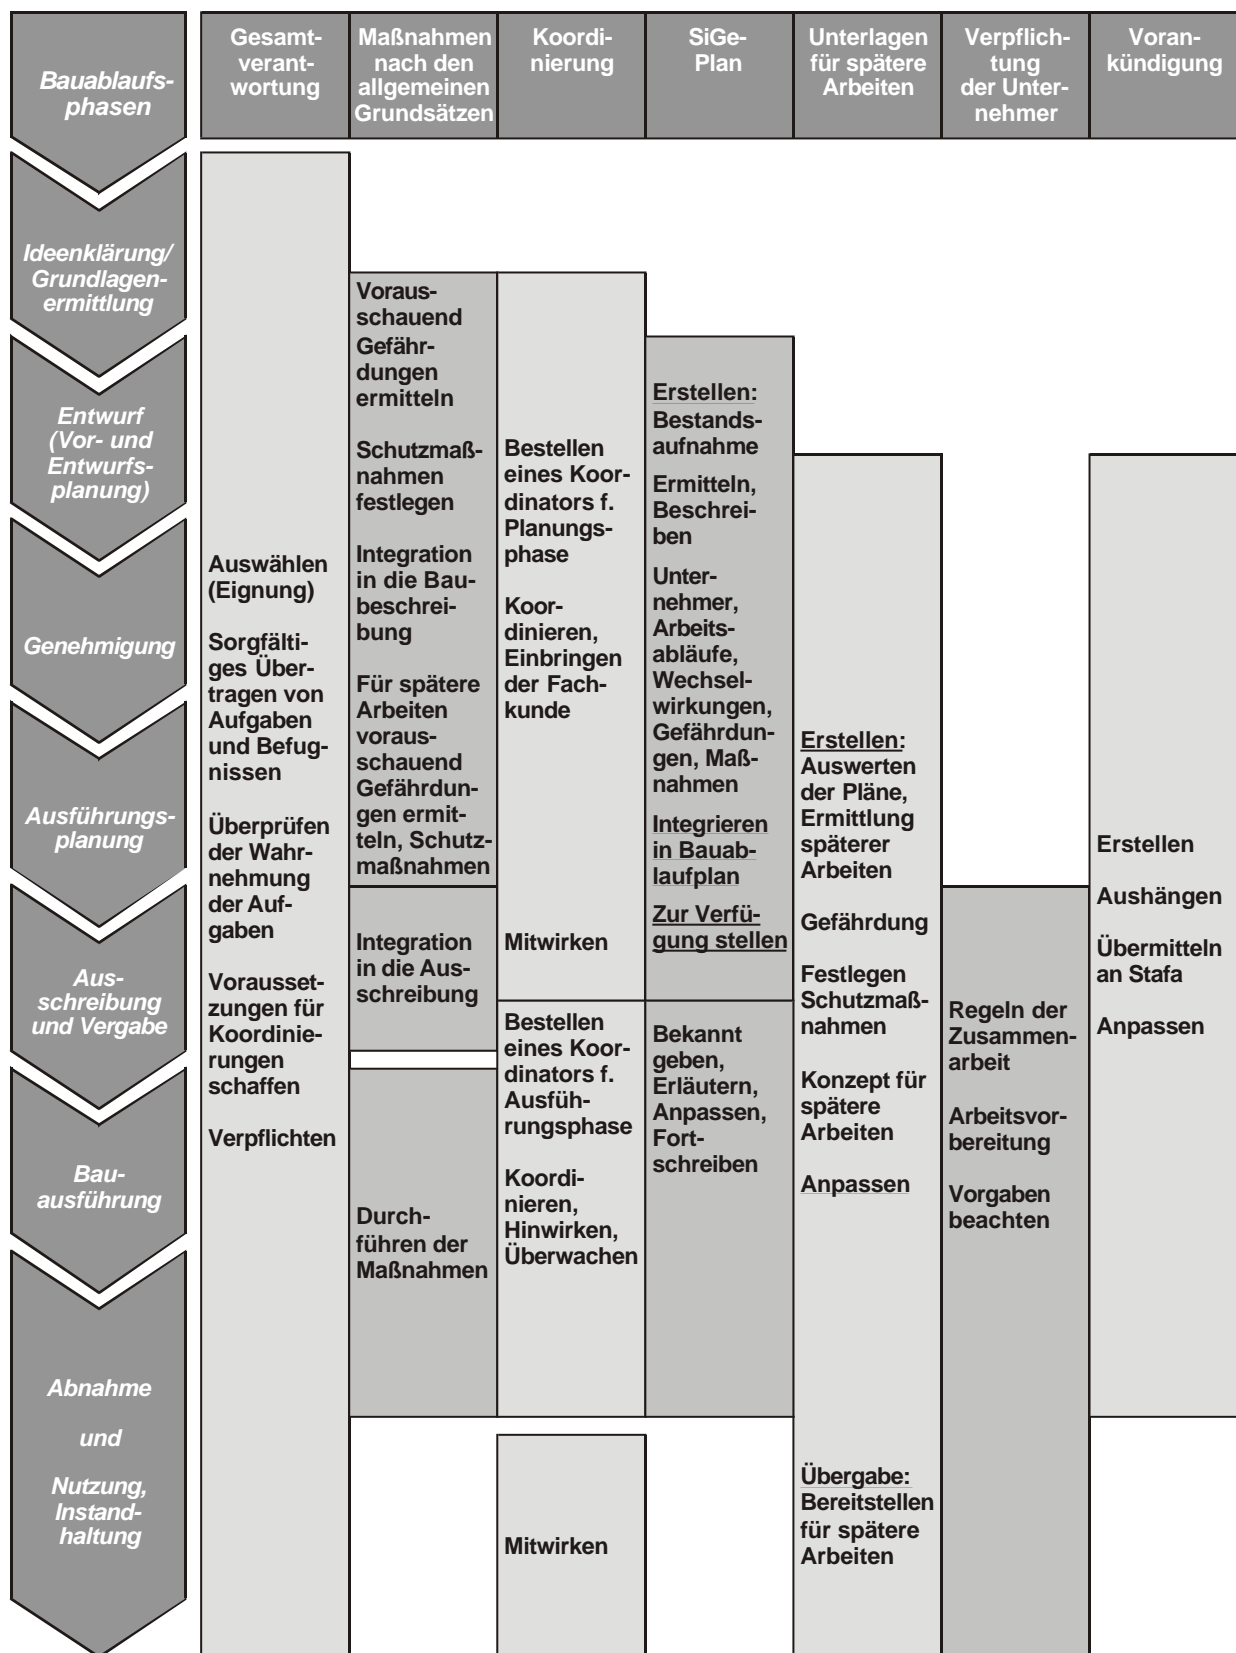 Bauablaufs-
phasen
Gesamt-
verant-
wortung
Maßnahmen
nach den
allgemeinen
Grundsätzen
Koordi-
nierung
SiGe-
Plan
Unterlagen
für spätere
Arbeiten
Verpflich-
tung
der Unter-
nehmer
Voran-
kündigung
Ideenklärung/
Grundlagen-
ermittlung
Entwurf
(Vor- und
Entwurfs-
planung)
Genehmigung
Ausführungs-
planung
Aus-
schreibung
und Vergabe
Bau-
ausführung
Abnahme
und
Nutzung,
Instand-
haltung
Auswählen
(Eignung)
Sorgfälti-
ges Über-
tragen von
Aufgaben
und Befug-
nissen
Überprüfen
der Wahr-
nehmung
der Auf-
gaben
Vorausset-
zungen für
Koordinie-
rungen
schaffen
Verpflichten
Voraus-
schauend
Gefähr-
dungen
ermitteln
Schutzmaß-
nahmen
festlegen
Integration
in die Bau-
beschrei-
bung
Für spätere
Arbeiten
voraus-
schauend
Gefährdun-
gen ermit-
teln, Schutz-
maßnahmen
Integration
in die Aus-
schreibung
Durch-
führen der
Maßnahmen
Bestellen
eines Koor-
dinators f.
Planungs-
phase
Koor-
dinieren,
Einbringen
der Fach-
kunde
Mitwirken
Bestellen
eines Koor-
dinators f.
Ausfüh-
rungsphase
Koordi-
nieren,
Hinwirken,
Überwachen
Mitwirken
Erstellen:
Bestands-
aufnahme
Ermitteln,
Beschrei-
ben
Unter-
nehmer,
Arbeits-
abläufe,
Wechsel-
wirkungen,
Gefährdun-
gen, Maß-
nahmen
Integrieren
in Bauab-
laufplan
Zur Verfü-
gung stellen
Bekannt
geben,
Erläutern,
Anpassen,
Fort-
schreiben
Erstellen:
Auswerten
der Pläne,
Ermittlung
späterer
Arbeiten
Gefährdung
Festlegen
Schutzmaß-
nahmen
Konzept für
spätere
Arbeiten
Anpassen
Übergabe:
Bereitstellen
für spätere
Arbeiten
Regeln der
Zusammen-
arbeit
Arbeitsvor-
bereitung
Vorgaben
beachten
Erstellen
Aushängen
Übermitteln
an Stafa
Anpassen